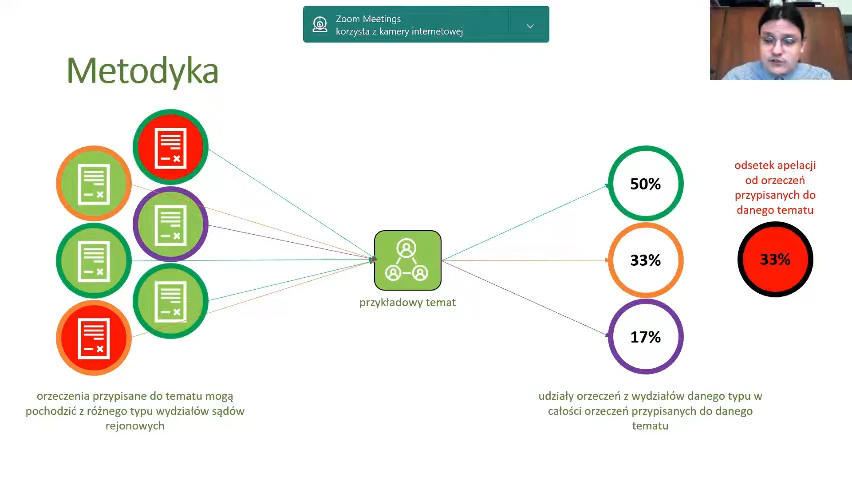 Zoom Meetings
korzysta z kamery internetowej
Metodyka
odsetek apelacji
od orzeczeń
przypisanych do
danego tematu
50%
33%
33%
17%
przykładowy temat
orzeczenia przypisane do tematu mogą
pochodzić z różnego typu wydziałów sądów
rejonowych
udziały orzeczeń z wydziałów danego typu w
całości orzeczeń przypisanych do danego
tematu